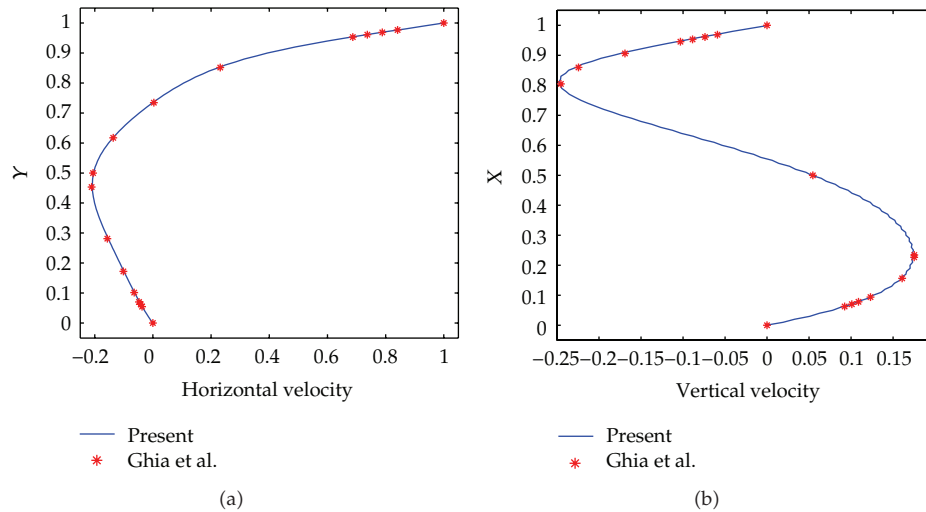 1
0.9
0.8
0.7
0.6
0.5
0.4
0.3
0.2
0.1
0
Y
−0.2 0 0.2 0.4 0.6 0.8 1
Horizontal velocity
Present
Ghia et al.
(a)
1
0.9
0.8
0.7
0.6
0.5
0.4
0.3
0.2
0.1
0
X
−0.25 −0.2 −0.15 −0.1 −0.05 0 0.05 0.1 0.15
Vertical velocity
Present
Ghia et al.
(b)